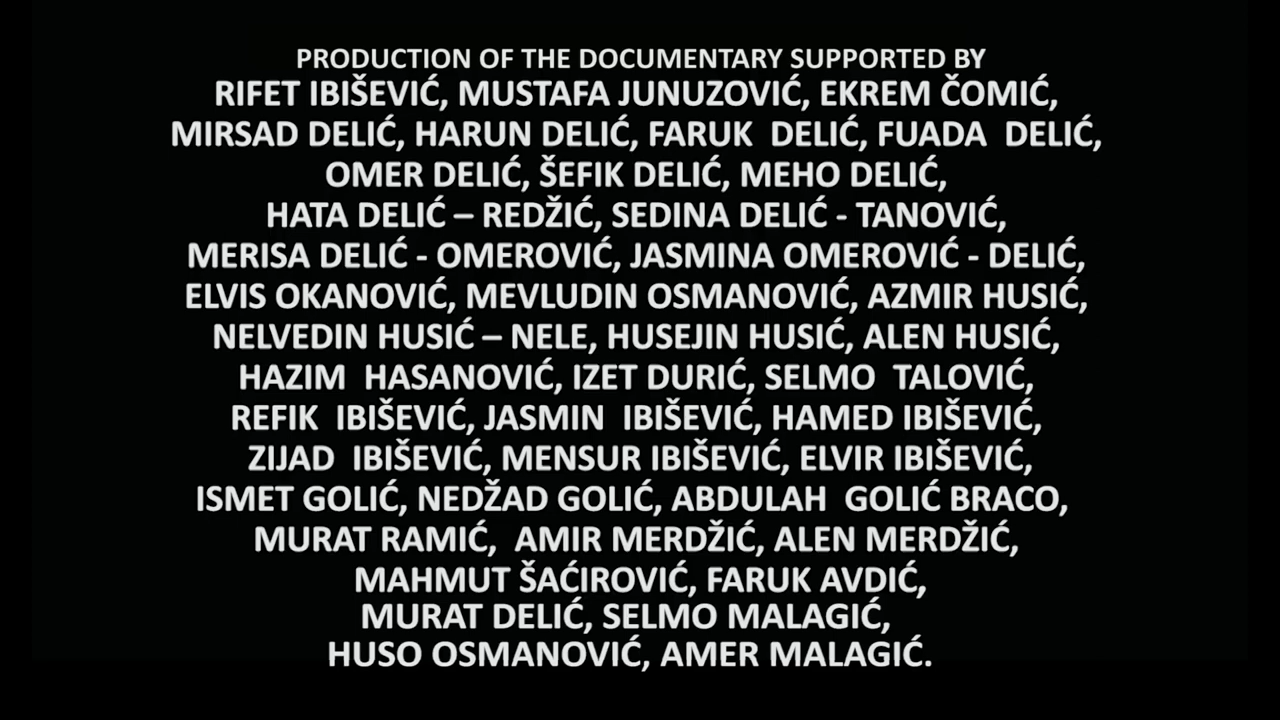 PRODUCTION OF THE DOCUMENTARY SUPPORTED BY
RIFET IBIŠEVIĆ, MUSTAFA JUNUZOVIĆ, EKREM ČOMIĆ,
MIRSAD DELIĆ, HARUN DELIĆ, FARUK  DELIĆ, FUADA  DELIĆ,
OMER DELIĆ, ŠEFIK DELIĆ, MEHO DELIĆ,
HATA DELIĆ – REDŽIĆ, SEDINA DELIĆ - TANOVIĆ,
MERISA DELIĆ - OMEROVIĆ, JASMINA OMEROVIĆ - DELIĆ,
ELVIS OKANOVIĆ, MEVLUDIN OSMANOVIĆ, AZMIR HUSIĆ,
NELVEDIN HUSIĆ – NELE, HUSEJIN HUSIĆ, ALEN HUSIĆ,
HAZIM  HASANOVIĆ, IZET DURIĆ, SELMO  TALOVIĆ,
REFIK  IBIŠEVIĆ, JASMIN  IBIŠEVIĆ, HAMED IBIŠEVIĆ,
ZIJAD  IBIŠEVIĆ, MENSUR IBIŠEVIĆ, ELVIR IBIŠEVIĆ,
ISMET GOLIĆ, NEDŽAD GOLIĆ, ABDULAH  GOLIĆ BRACO,
MURAT RAMIĆ,  AMIR MERDŽIĆ, ALEN MERDŽIĆ,
MAHMUT ŠAĆIROVIĆ, FARUK AVDIĆ,
MURAT DELIĆ, SELMO MALAGIĆ,
HUSO OSMANOVIĆ, AMER MALAGIĆ.